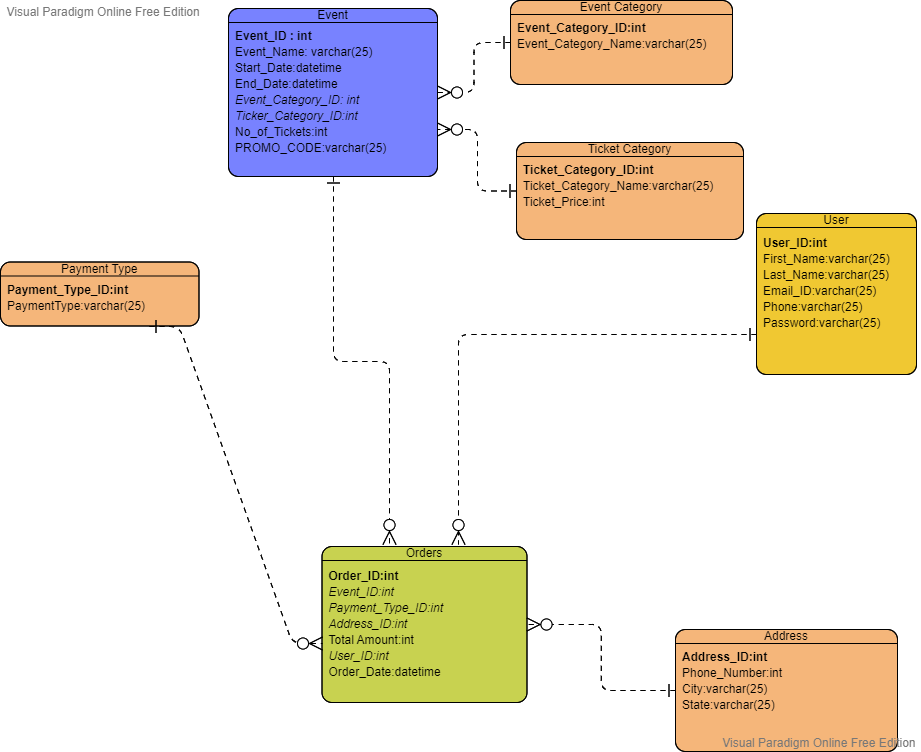 Visual Paradigm Online Free Edition
Event
Event_ID : int
Event_Name: varchar(25)
Start_Date:datetime
End_Date:datetime
Event_Category_ID: int
Ticker_Category_ID:int
No_of_Tickets:int
PROMO_CODE:varchar(25)
Event Category
Event_Category_ID:int
Event_Category_Name:varchar(25)
Ticket Category
Ticket_Category_ID:int
Ticket_Category_Name:varchar(25)
Ticket_Price:int
User
User_ID:int
First_Name:varchar(25)
Last_Name:varchar(25)
Email_ID:varchar(25)
Phone:varchar(25)
Password:varchar(25)
Payment Type
Payment_Type_ID:int
PaymentType:varchar(25)
Orders
Order_ID:int
Event_ID:int
Payment_Type_ID:int
Address_ID:int
Total Amount:int
User_ID:int
Order_Date:datetime
Address
Address_ID:int
Phone_Number:int
City:varchar(25)
State:varchar(25)
Visual Paradigm Online Free Edition